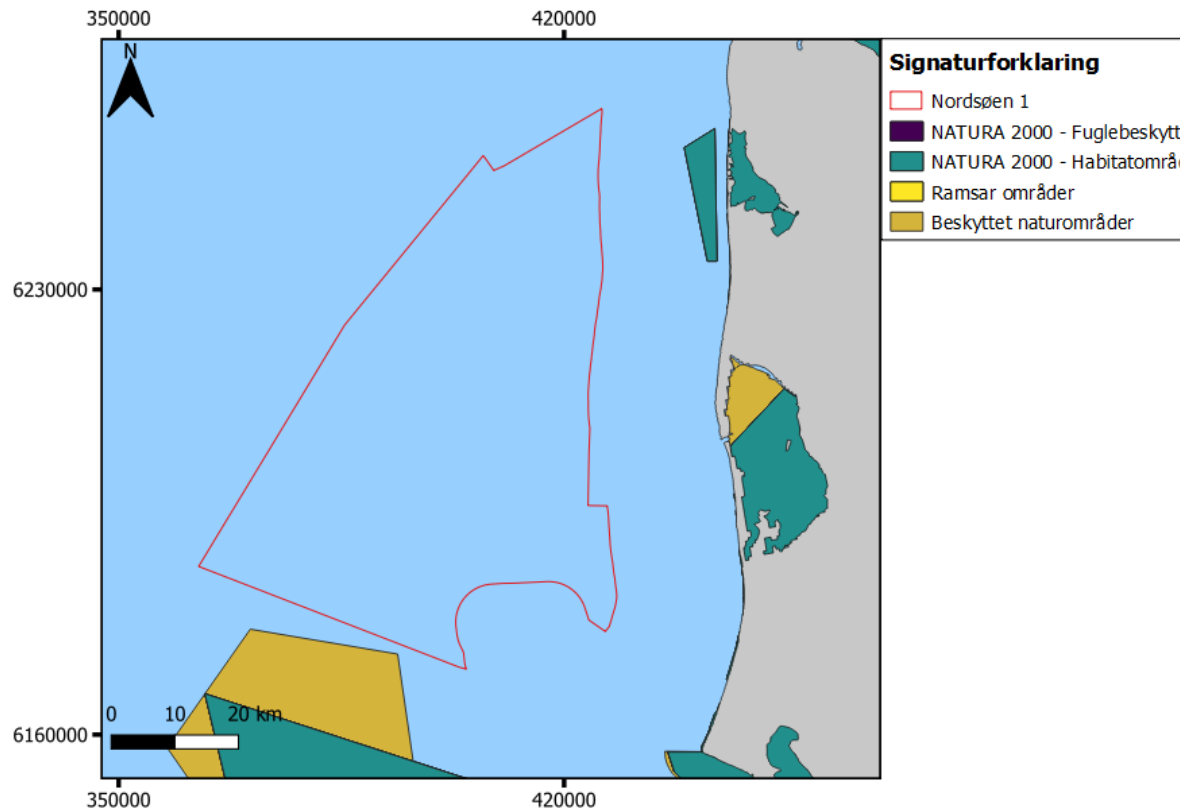 350000 420000
N
Signaturforklaring
Nordsøen 1
NATURA 2000 - Fuglebeskytt
NATURA 2000 - Habitatområd
Ramsar områder
Beskyttet naturområder
6230000
0 10 20 km
6160000
350000 420000